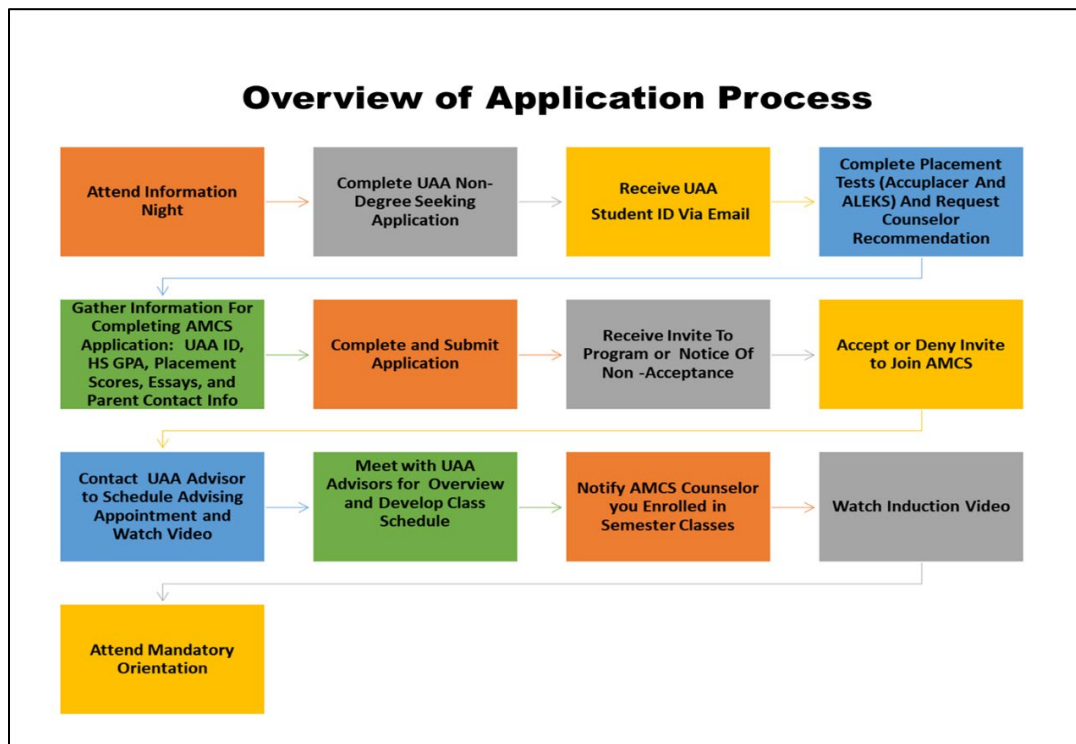 Overview of Application Process
Attend Information
Night
Complete UAA Non-
Degree Seeking
Application
Receive UAA
Student ID Via Email
Complete Placement
Tests (Accuplacer And
ALEKS) And Request
Counselor
Recommendation
Gather Information For
Completing AMCS
Application: UAA ID,
HS GPA, Placement
Scores, Essays, and
Parent Contact Info
Complete and Submit
Application
Receive Invite To
Program or Notice Of
Non -Acceptance
Accept or Deny Invite
to Join AMCS
Contact UAA Advisor
to Schedule Advising
Appointment and
Watch Video
Meet with UAA
Advisors for Overview
and Develop Class
Schedule
Notify AMCS Counselor
you Enrolled in
Semester Classes
Watch Induction Video
Attend Mandatory
Orientation